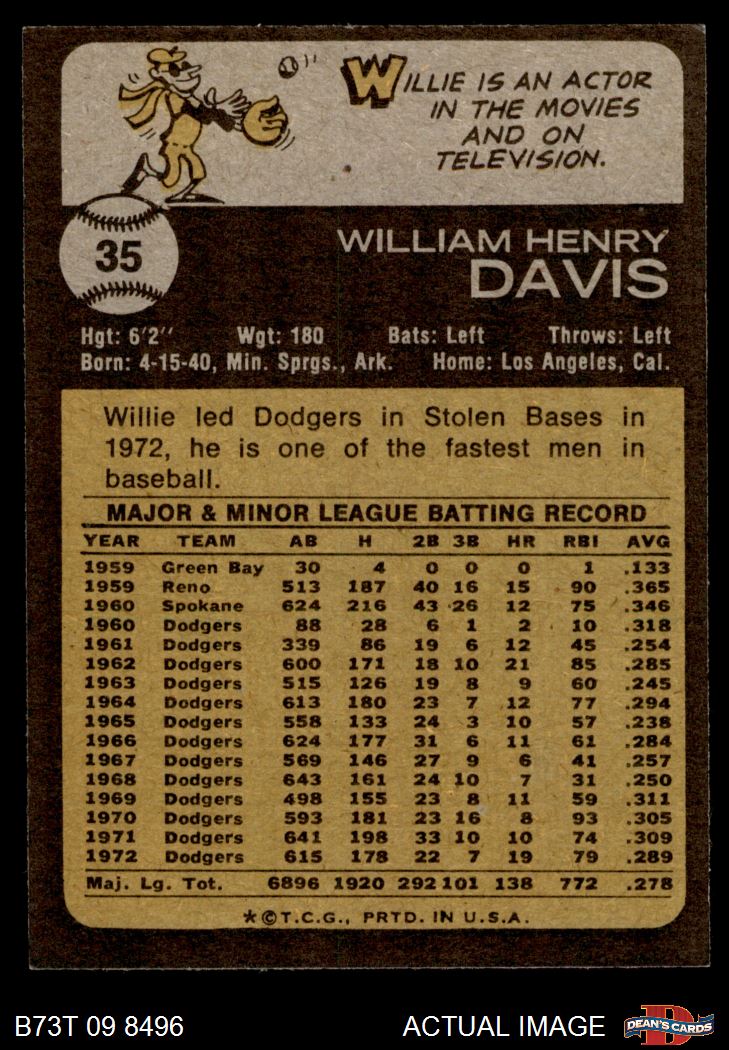 WILLIE IS AN ACTOR
IN THE MOVIES
AND ON
TELEVISION.
35
WILLIAM HENRY
DAVIS
Hgt: 6'2" Wgt: 180 Bats: Left Throws: Left
Born: 4-15-40, Min. Sprgs., Ark. Home: Los Angeles, Cal.
Willie led Dodgers in Stolen Bases in
1972, he is one of the fastest men in
baseball.
MAJOR & MINOR LEAGUE BATTING RECORD
YEAR TEAM AB H 2B 3B HR RBI AVG
1959 Green Bay 30 4 0 0 0 1 .133
1959 Reno 513 187 40 16 15 90 .365
1960 Spokane 624 216 43 26 12 75 .346
1960 Dodgers 88 28 6 1 2 10 .318
1961 Dodgers 339 86 19 6 12 45 .254
1962 Dodgers 600 171 18 10 21 85 .285
1963 Dodgers 515 126 19 8 9 60 .245
1964 Dodgers 613 180 23 7 12 77 .294
1965 Dodgers 558 133 24 3 10 57 .238
1966 Dodgers 624 177 31 6 11 61 .284
1967 Dodgers 569 146 27 9 6 41 .257
1968 Dodgers 643 161 24 10 7 31 .250
1969 Dodgers 498 155 23 8 11 59 .311
1970 Dodgers 593 181 23 16 8 93 .305
1971 Dodgers 641 198 33 10 10 74 .309
1972 Dodgers 615 178 22 7 19 79 .289
Maj. Lg. Tot. 6896 1920 292 101 138 772 .278
*©T.C.G., PRTD. IN U.S.A.
B73T 09 8496 ACTUAL IMAGE D DEAN'S CARDS